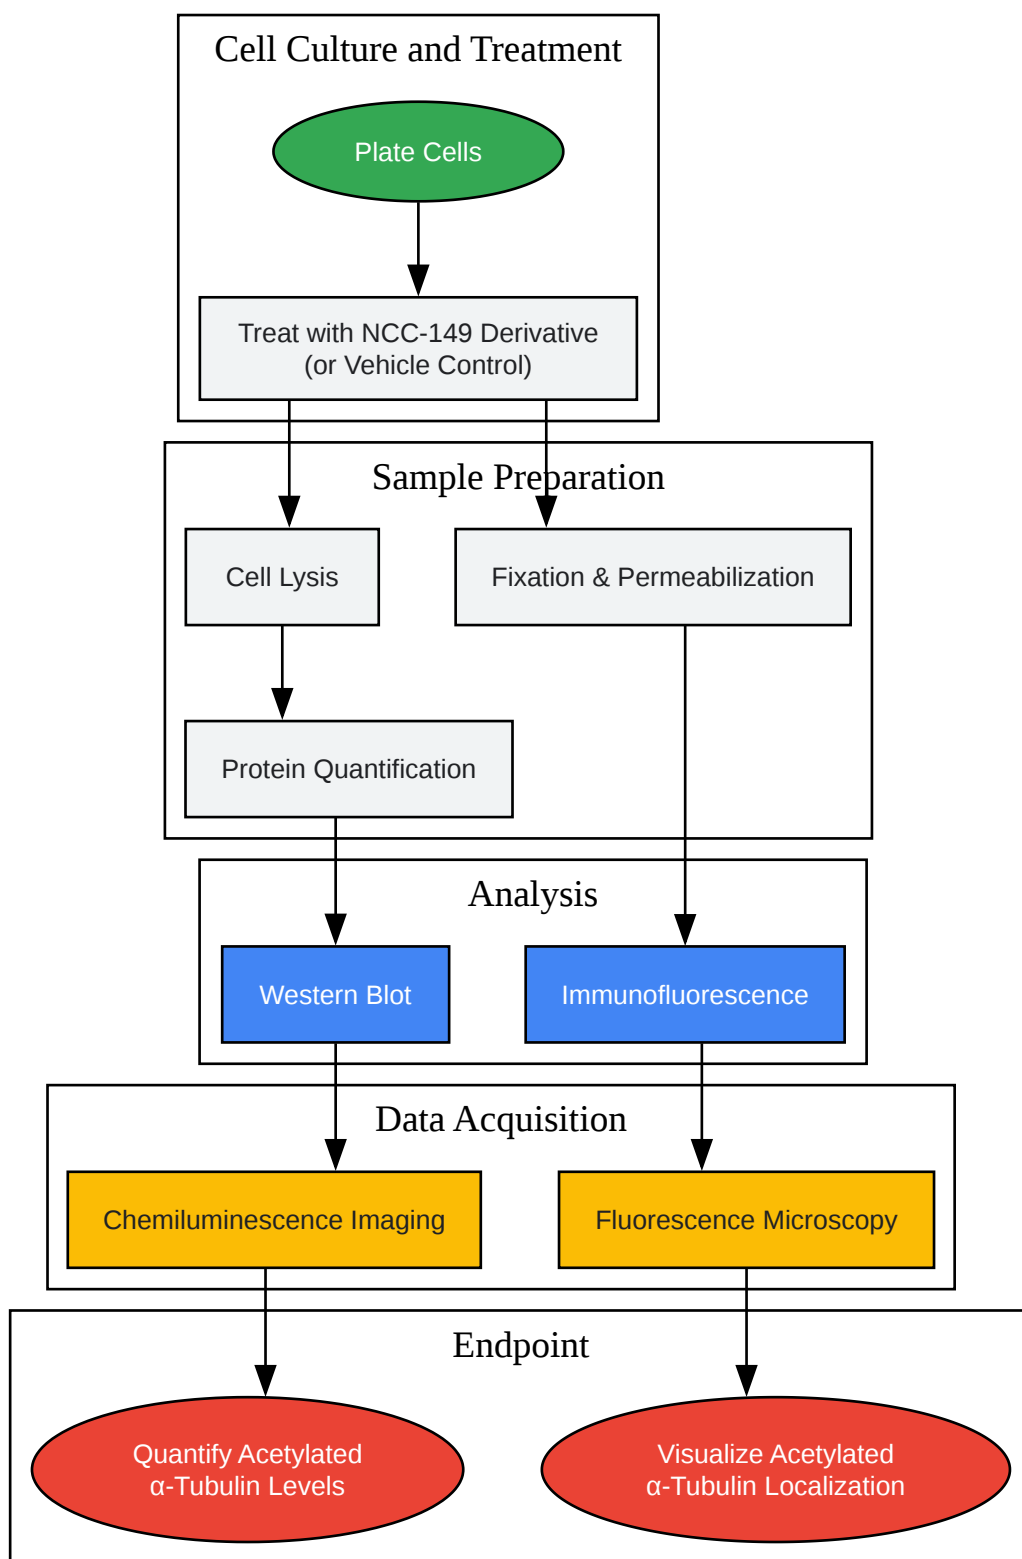 Cell Culture and Treatment
Plate Cells
Treat with NCC-149 Derivative
(or Vehicle Control)
Sample Preparation
Cell Lysis
Fixation & Permeabilization
Protein Quantification
Analysis
Western Blot
Immunofluorescence
Data Acquisition
Chemiluminescence Imaging
Fluorescence Microscopy
Endpoint
Quantify Acetylated
α-Tubulin Levels
Visualize Acetylated
α-Tubulin Localization